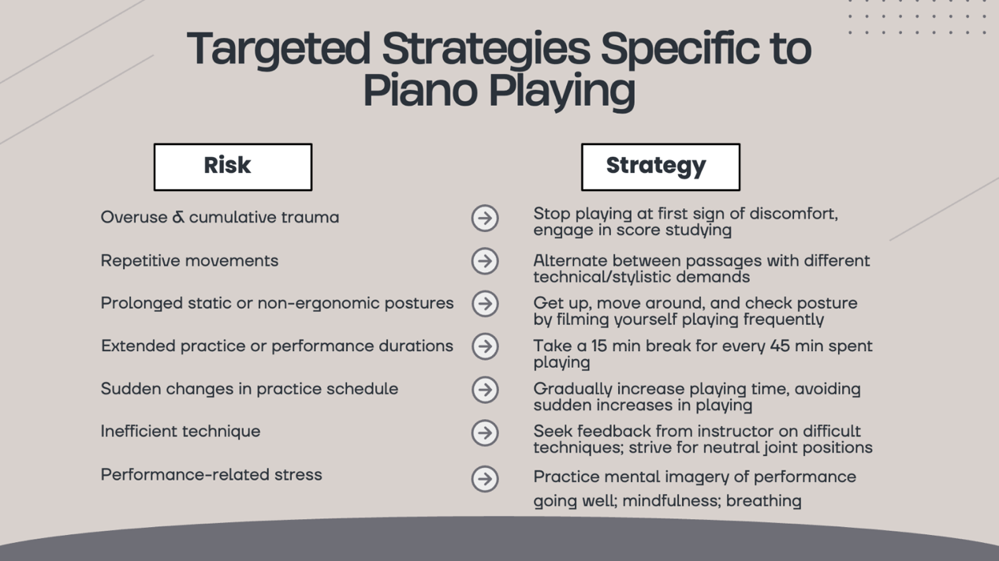 Targeted Strategies Specific to
Piano Playing
Risk
Strategy
Overuse & cumulative trauma
Stop playing at first sign of discomfort,
engage in score studying
Repetitive movements
Alternate between passages with different
technical/stylistic demands
Prolonged static or non-ergonomic postures
Get up, move around, and check posture
by filming yourself playing frequently
Extended practice or performance durations
Take a 15 min break for every 45 min spent
playing
Sudden changes in practice schedule
Gradually increase playing time, avoiding
sudden increases in playing
Inefficient technique
Seek feedback from instructor on difficult
techniques; strive for neutral joint positions
Performance-related stress
Practice mental imagery of performance
going well; mindfulness; breathing